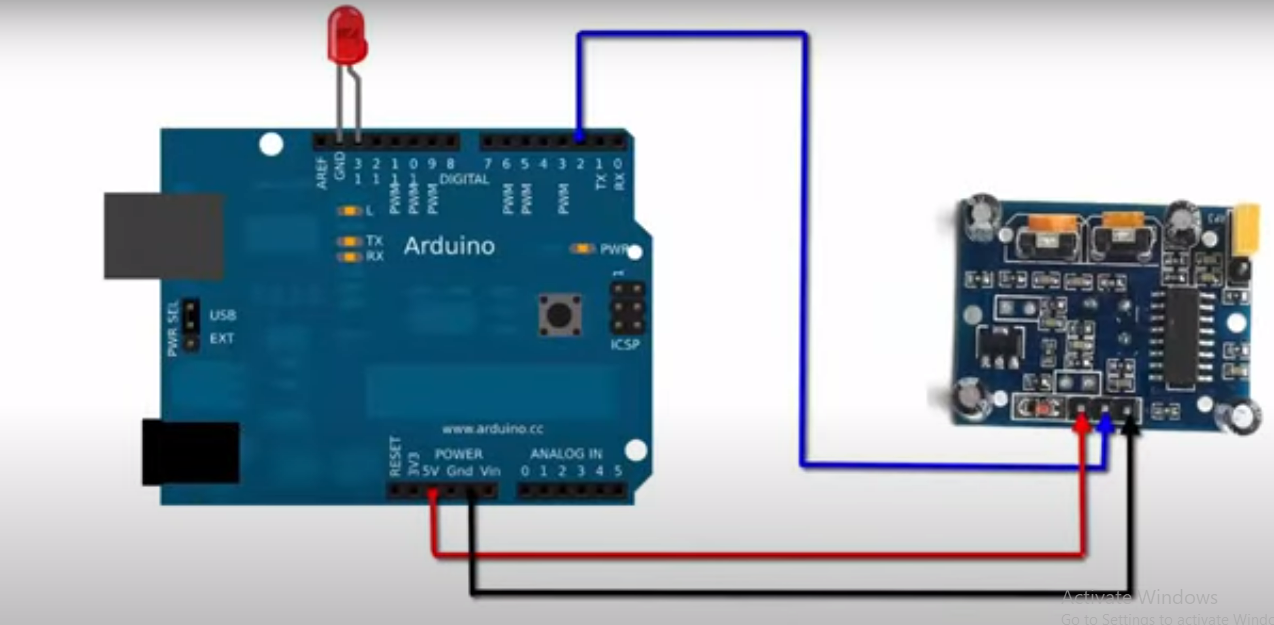 AREF
GND
13
12
PWM 11
PWM 10
PWM 9
8
DIGITAL
7
PWM 6
PWM 5
4
PWM 3
2
TX 1
RX 0
L
TX
RX
Arduino
PWR
1
PWR SEL
USB
EXT
ICSP
www.arduino.cc
RESET
3V3
POWER
5V Gnd Vin
ANALOG IN
0 1 2 3 4 5
Activate Windows
Go to Settings to activate Windo